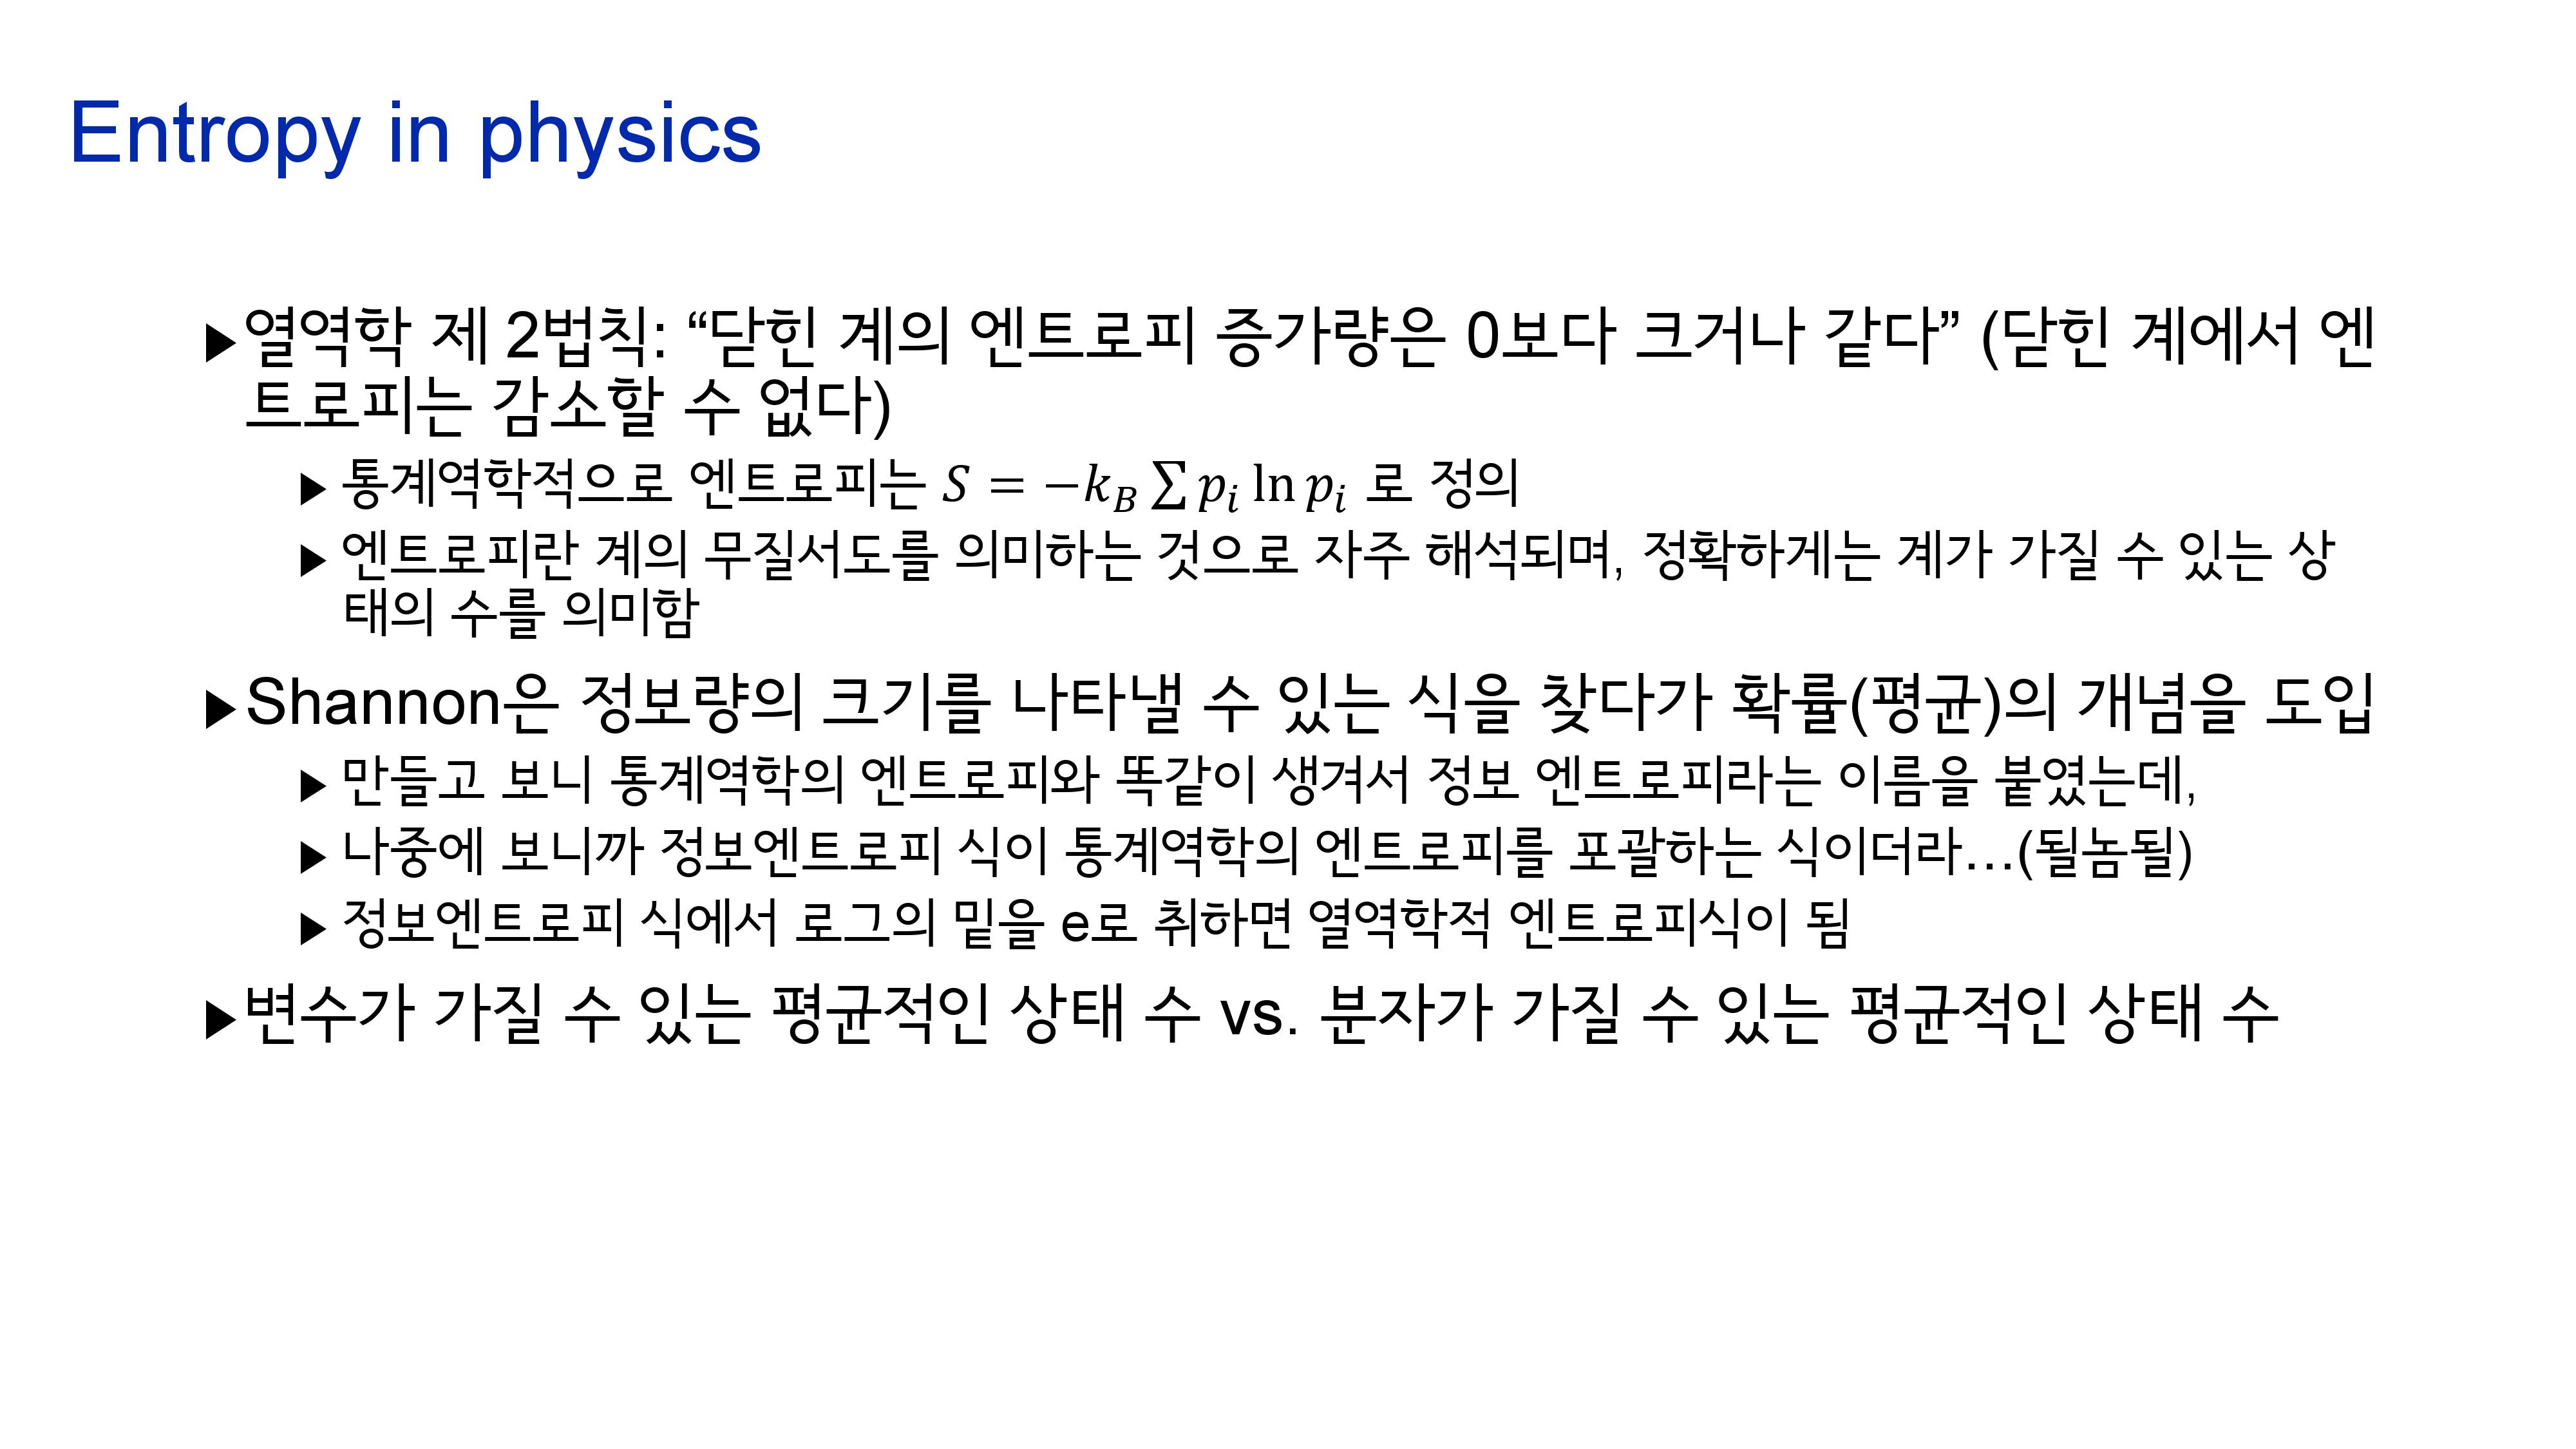 Entropy in physics
▶열역학 제 2법칙: “닫힌 계의 엔트로피 증가량은 0보다 크거나 같다” (닫힌 계에서 엔
트로피는 감소할 수 없다)
▶ 통계역학적으로 엔트로피는 S = −k_B ∑ p_i ln p_i 로 정의
▶ 엔트로피란 계의 무질서도를 의미하는 것으로 자주 해석되며, 정확하게는 계가 가질 수 있는 상
태의 수를 의미함
▶Shannon은 정보량의 크기를 나타낼 수 있는 식을 찾다가 확률(평균)의 개념을 도입
▶ 만들고 보니 통계역학의 엔트로피와 똑같이 생겨서 정보 엔트로피라는 이름을 붙였는데,
▶ 나중에 보니까 정보엔트로피 식이 통계역학의 엔트로피를 포괄하는 식이더라…(될놈될)
▶ 정보엔트로피 식에서 로그의 밑을 e로 취하면 열역학적 엔트로피식이 됨
▶변수가 가질 수 있는 평균적인 상태 수 vs. 분자가 가질 수 있는 평균적인 상태 수